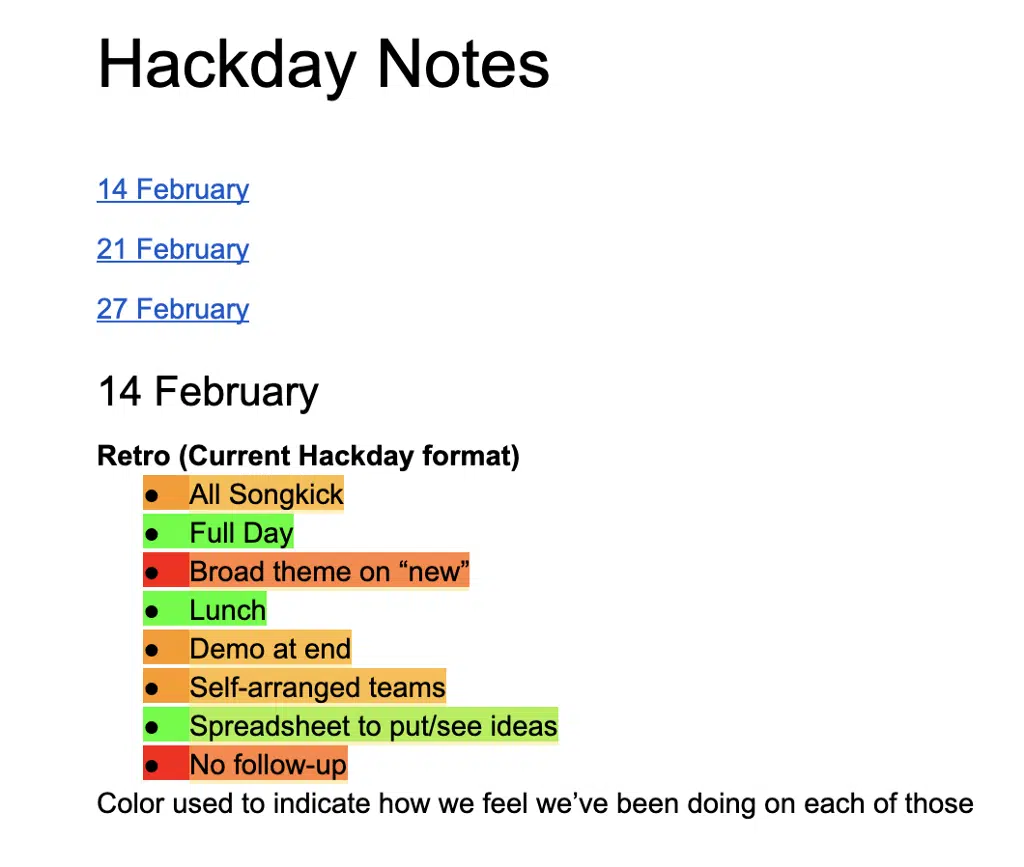 Hackday Notes
14 February
21 February
27 February
14 February
Retro (Current Hackday format)
● All Songkick
● Full Day
● Broad theme on “new”
● Lunch
● Demo at end
● Self-arranged teams
● Spreadsheet to put/see ideas
● No follow-up
Color used to indicate how we feel we’ve been doing on each of those